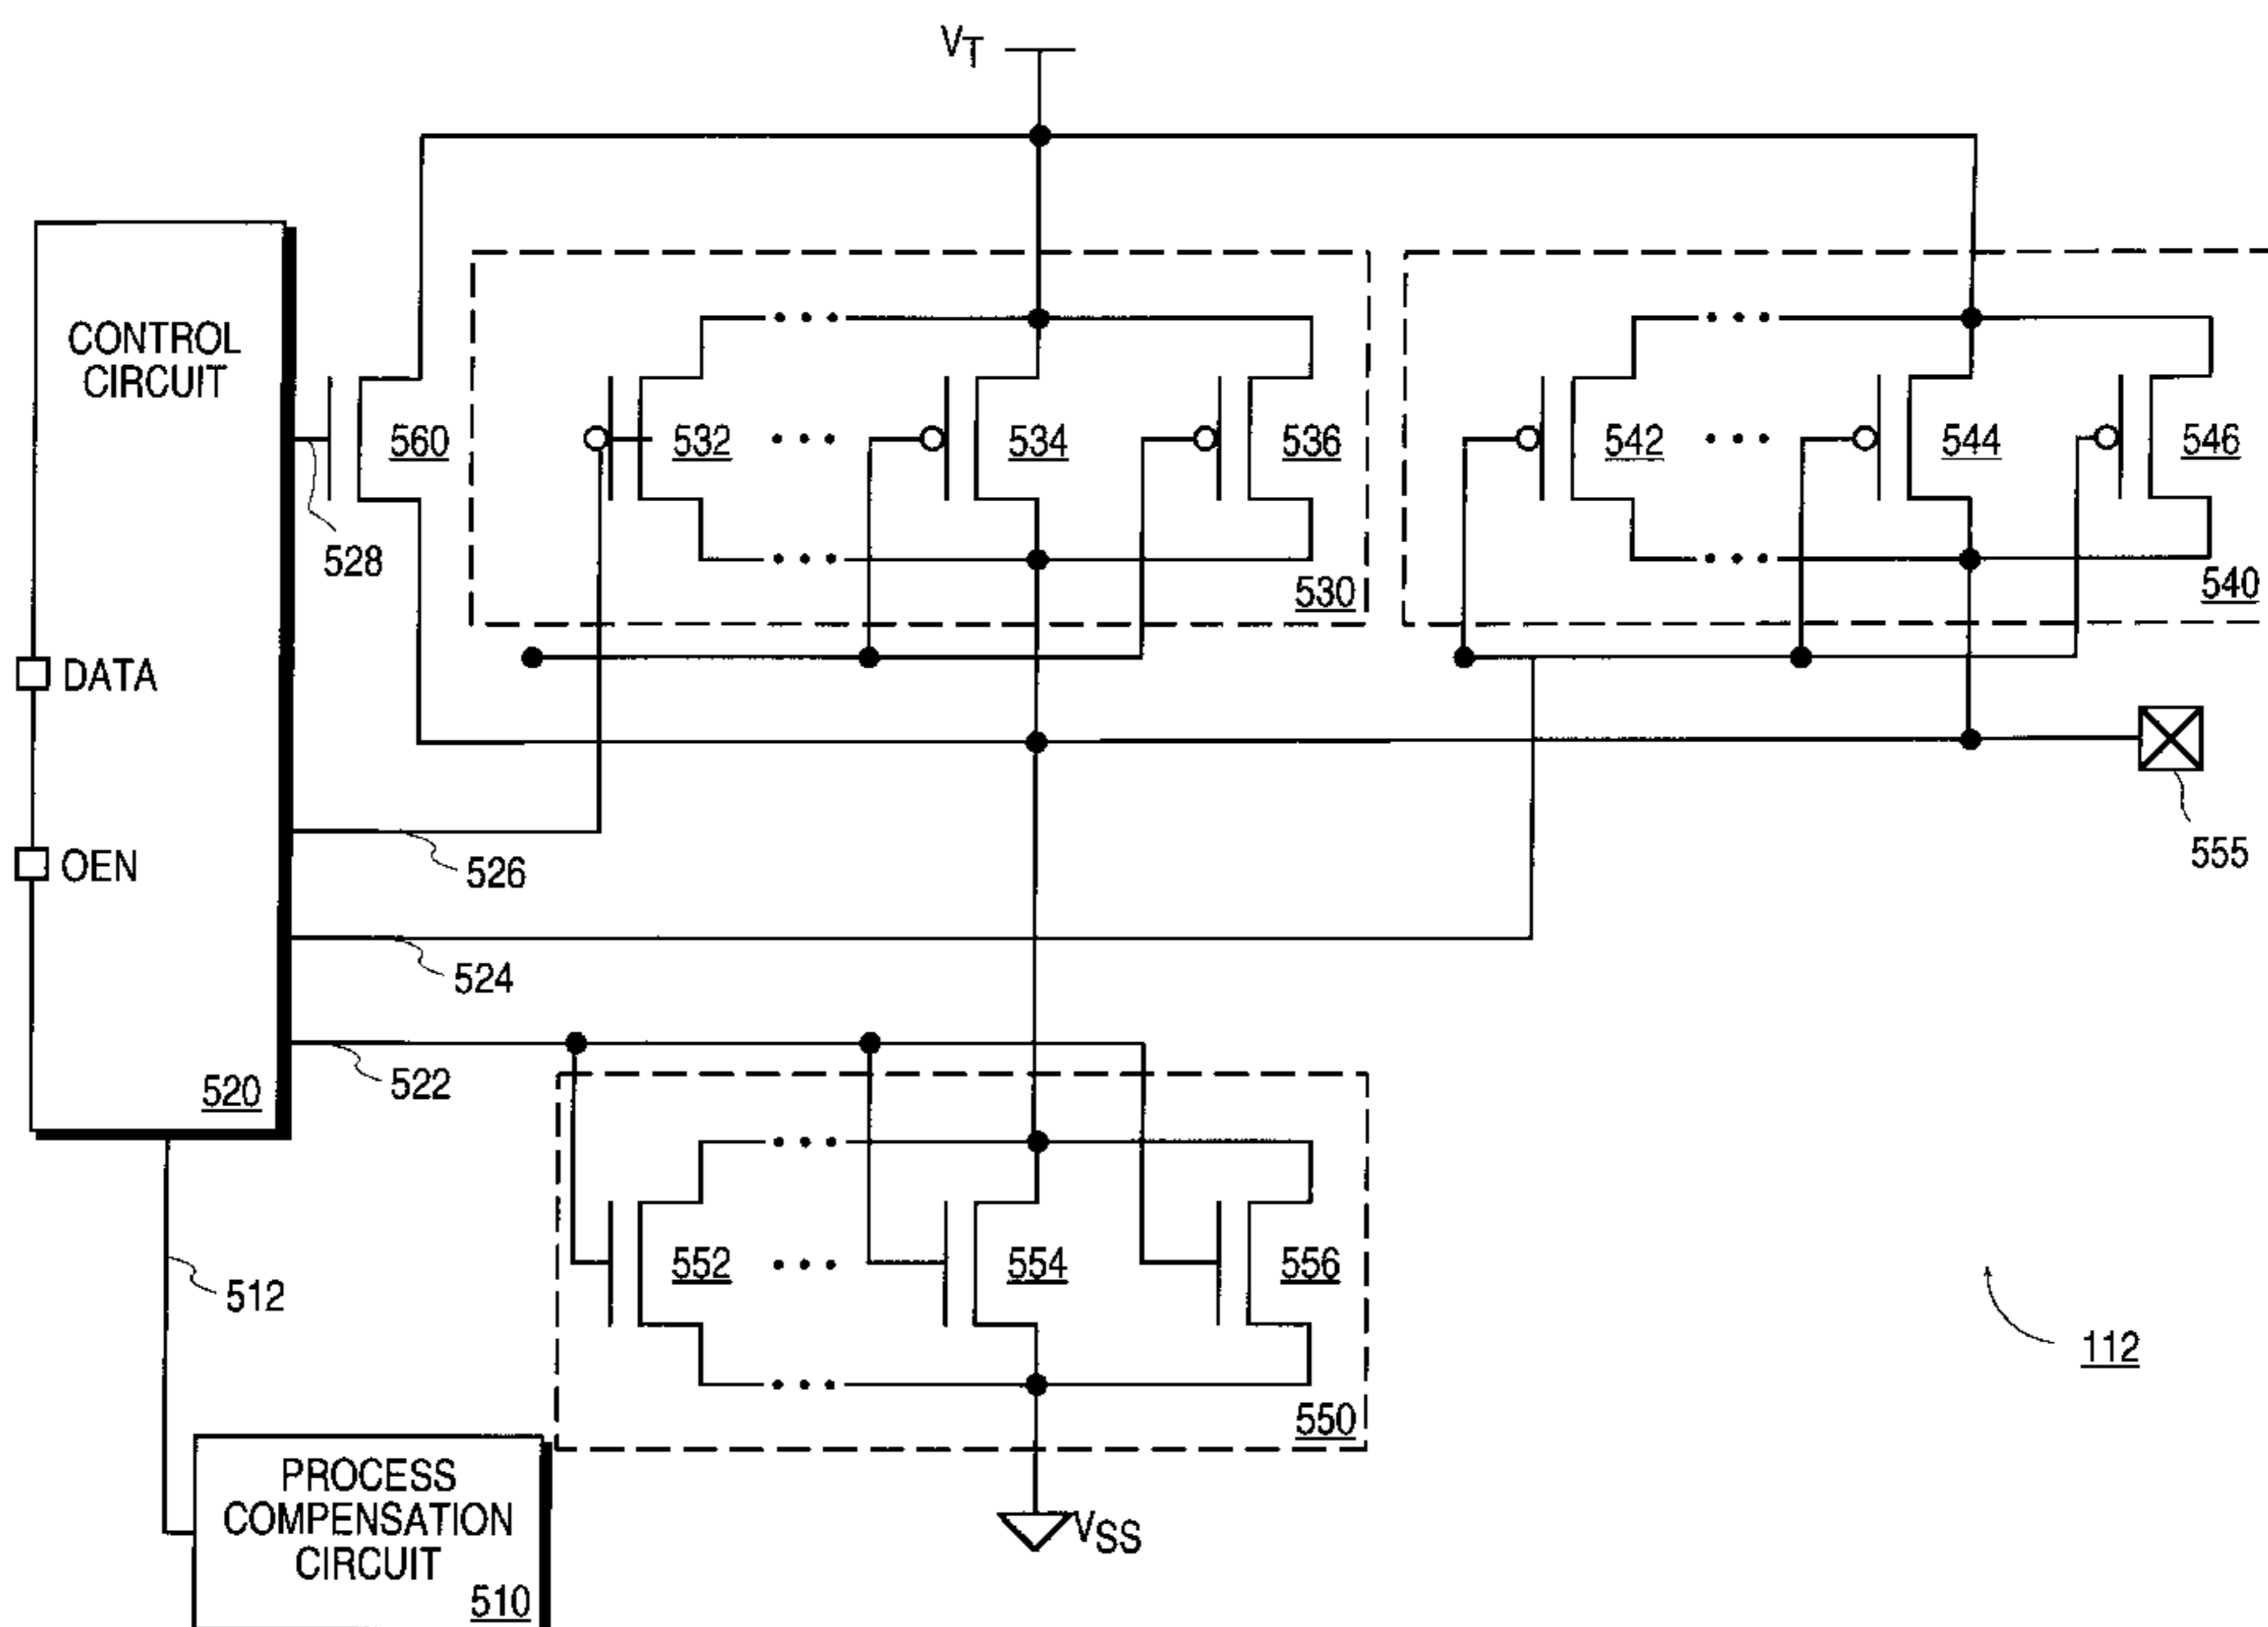 VT
CONTROL
CIRCUIT
560
532
534
536
542
544
546
528
530
540
DATA
OEN
526
555
524
520
522
552
554
556
512
112
550
PROCESS
COMPENSATION
CIRCUIT
510
VSS